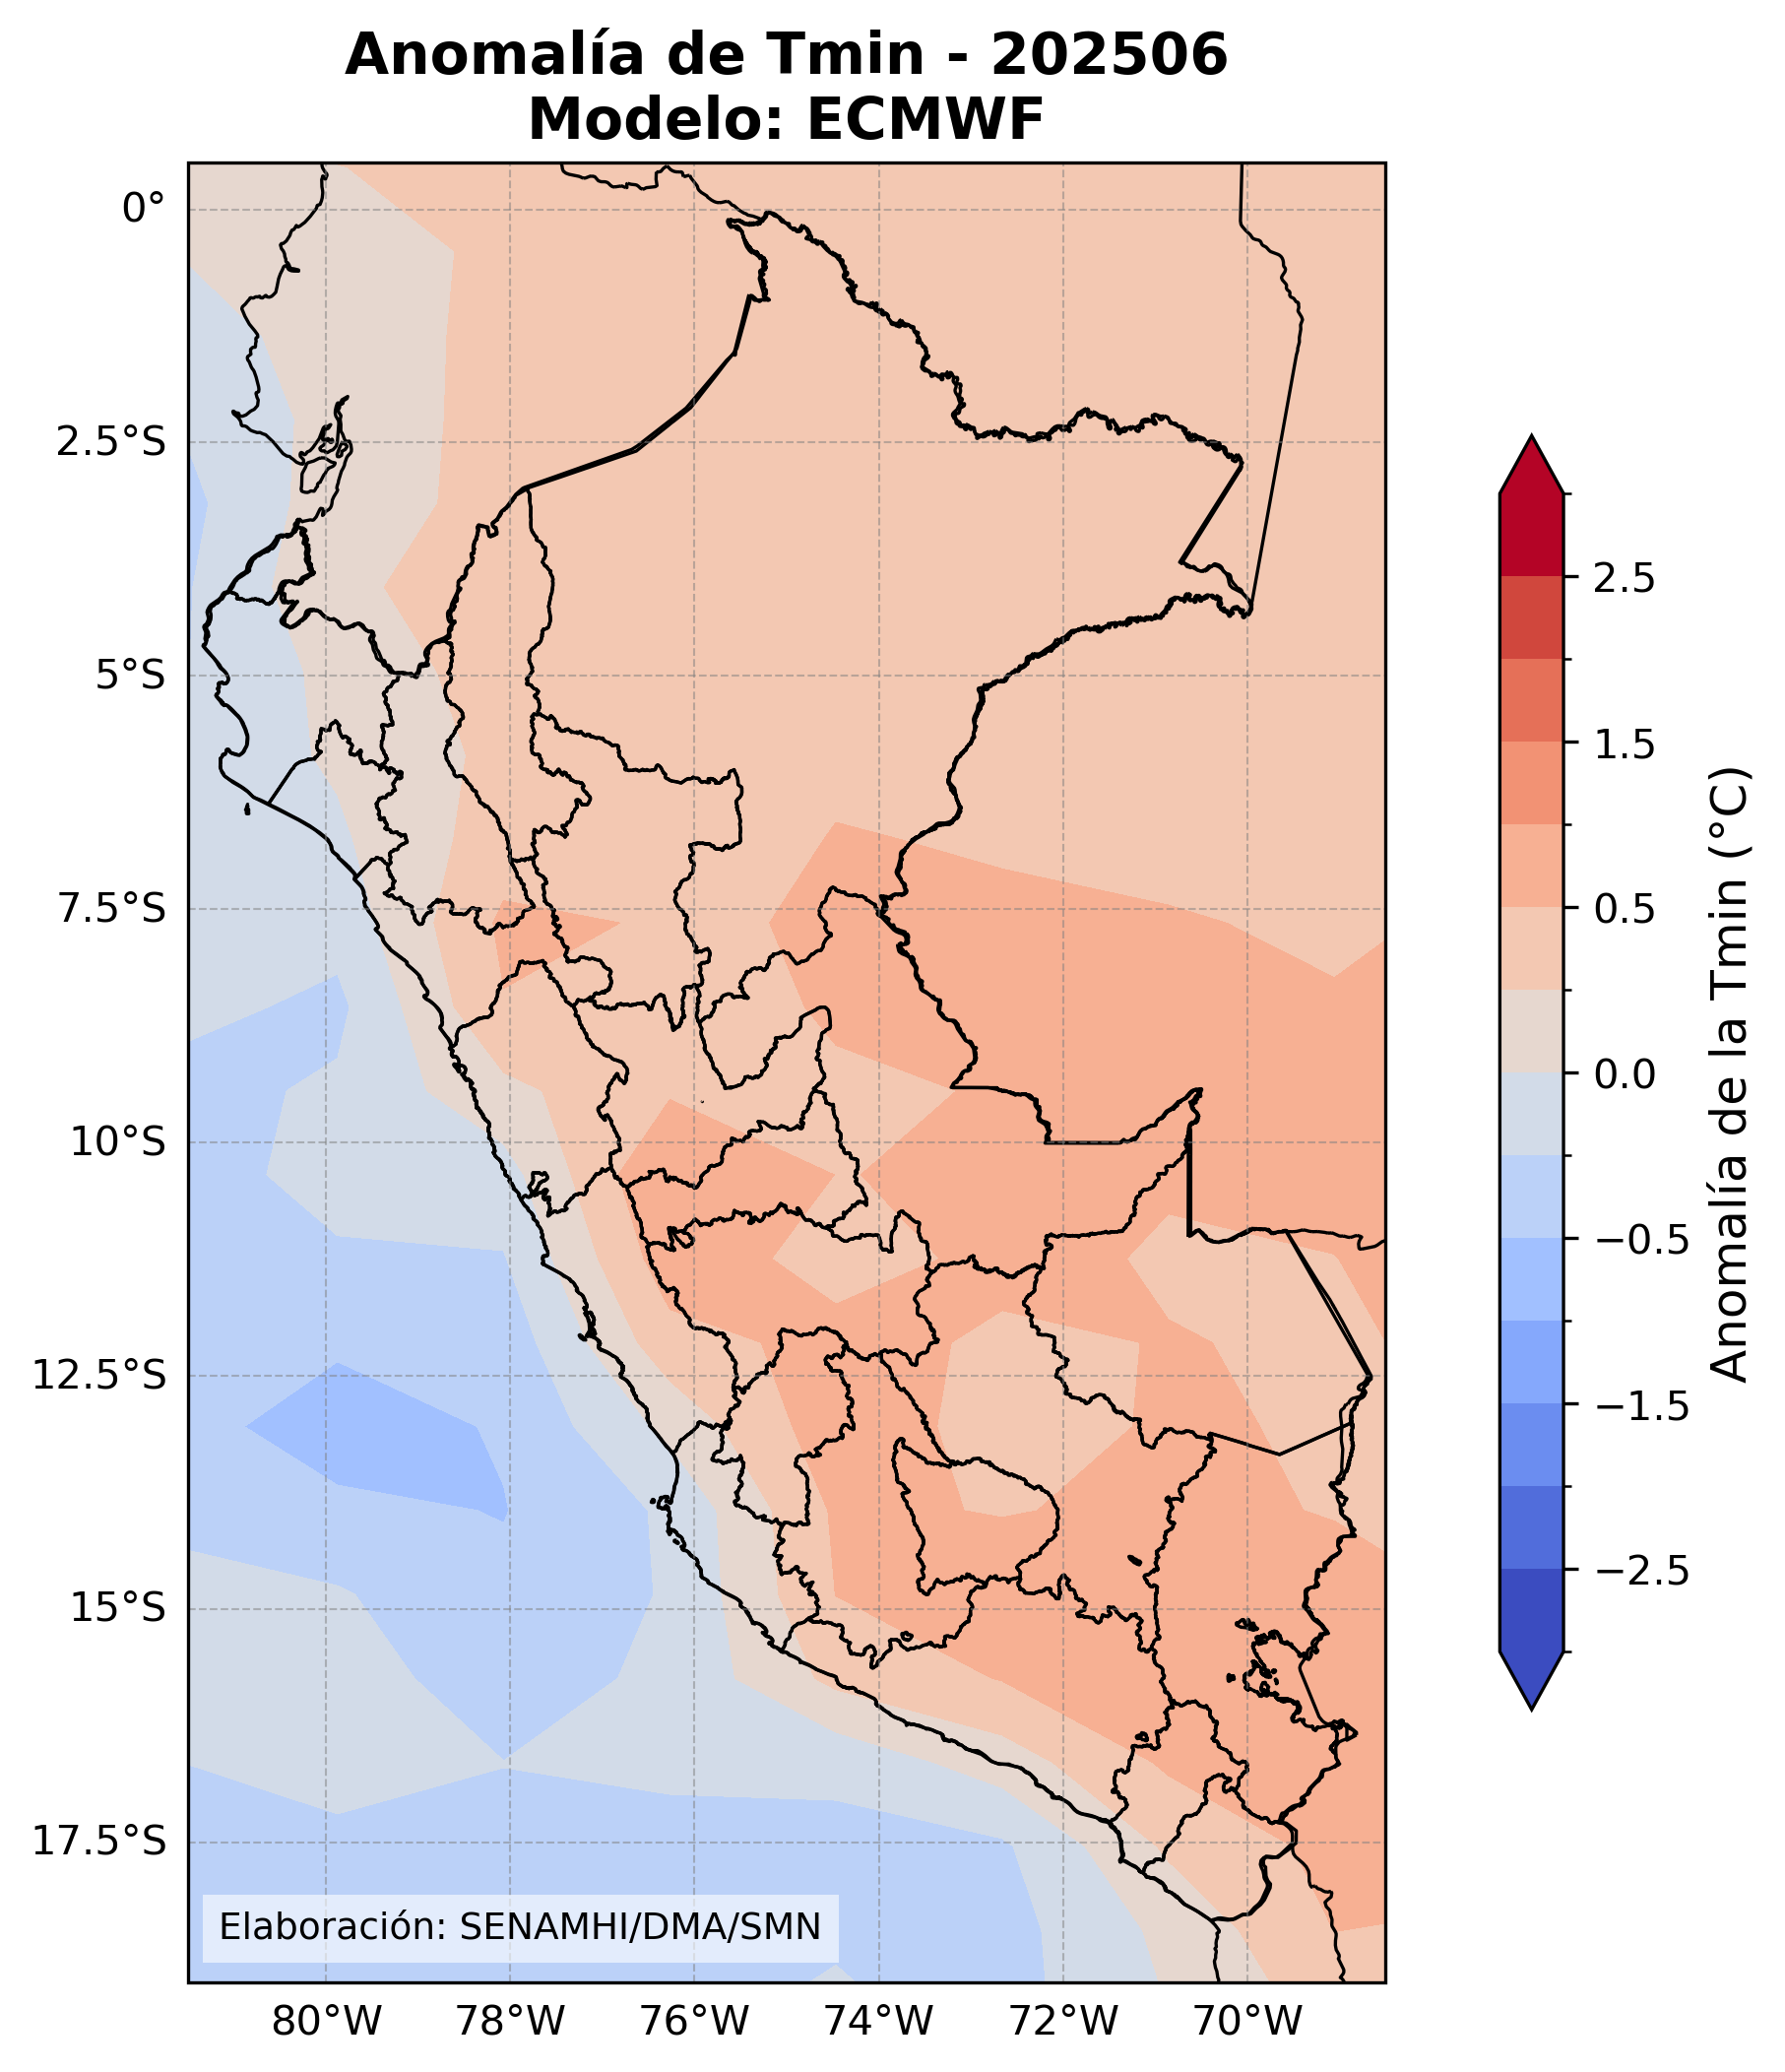 Anomalía de Tmin - 202506
Modelo: ECMWF
0°
2.5°S
5°S
7.5°S
10°S
12.5°S
15°S
17.5°S
80°W
78°W
76°W
74°W
72°W
70°W
Elaboración: SENAMHI/DMA/SMN
2.5
1.5
0.5
0.0
−0.5
−1.5
−2.5
Anomalía de la Tmin (°C)